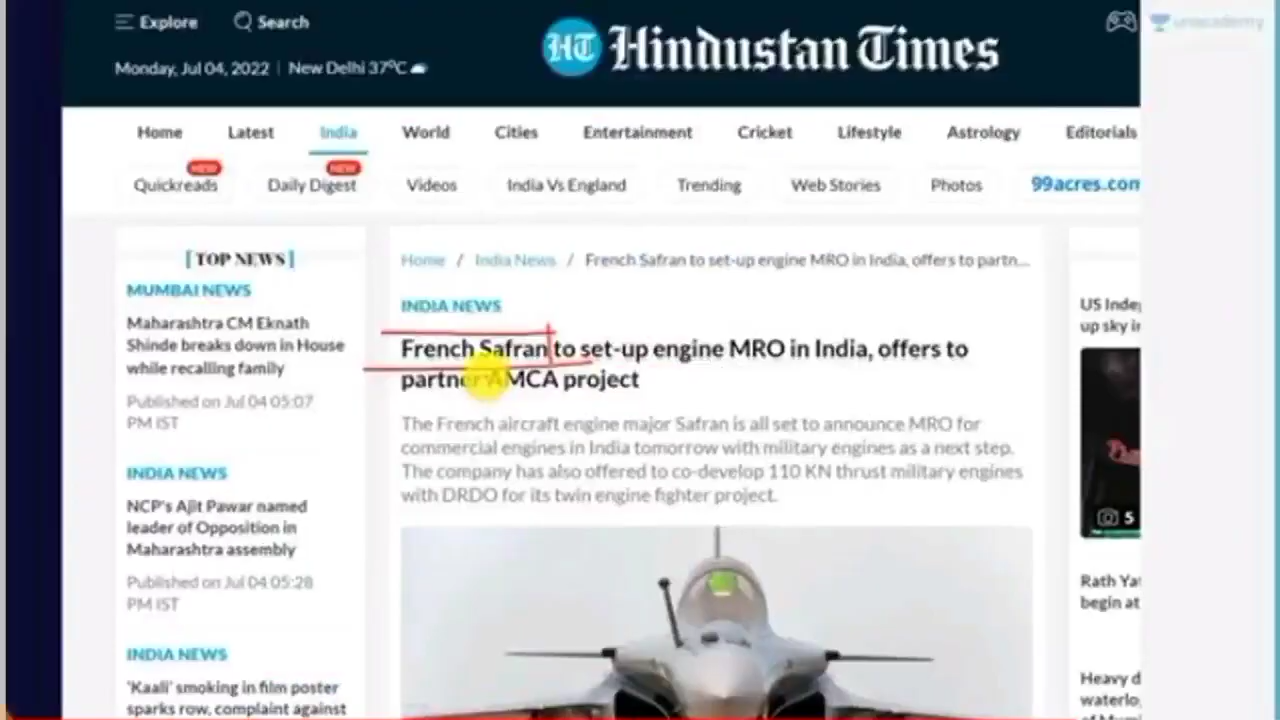 Explore Search
unacademy
HT Hindustan Times
Monday, Jul 04, 2022 | New Delhi 37°C
Home Latest India World Cities Entertainment Cricket Lifestyle Astrology Editorials
NEW NEW
Quickreads Daily Digest Videos India Vs England Trending Web Stories Photos 99acres.com
[TOP NEWS]
MUMBAI NEWS
Maharashtra CM Eknath
Shinde breaks down in House
while recalling family
Published on Jul 04 05:07
PM IST
INDIA NEWS
NCP's Ajit Pawar named
leader of Opposition in
Maharashtra assembly
Published on Jul 04 05:28
PM IST
INDIA NEWS
'Kaali' smoking in film poster
sparks row, complaint against
Home / India News / French Safran to set-up engine MRO in India, offers to partn...
INDIA NEWS
French Safran to set-up engine MRO in India, offers to
partner AMCA project
The French aircraft engine major Safran is all set to announce MRO for
commercial engines in India tomorrow with military engines as a next step.
The company has also offered to co-develop 110 KN thrust military engines
with DRDO for its twin engine fighter project.
US Inde
up sky i
5
Rath Ya
begin at
Heavy d
waterlo